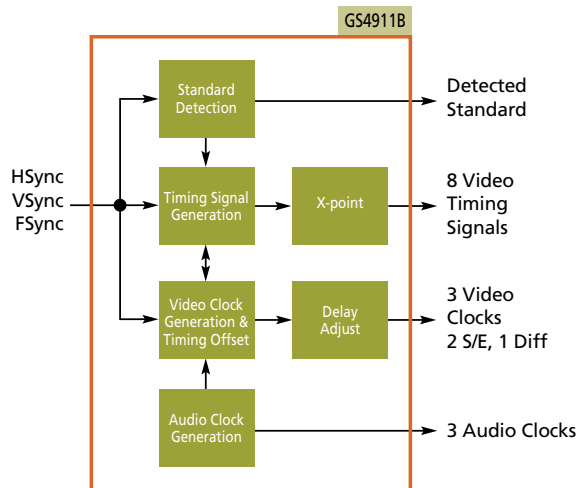 GS4911B
Standard
Detection
Detected
Standard
HSync
VSync
FSync
Timing Signal
Generation
X-point
8 Video
Timing
Signals
Video Clock
Generation &
Timing Offset
Delay
Adjust
3 Video
Clocks
2 S/E, 1 Diff
Audio Clock
Generation
3 Audio Clocks